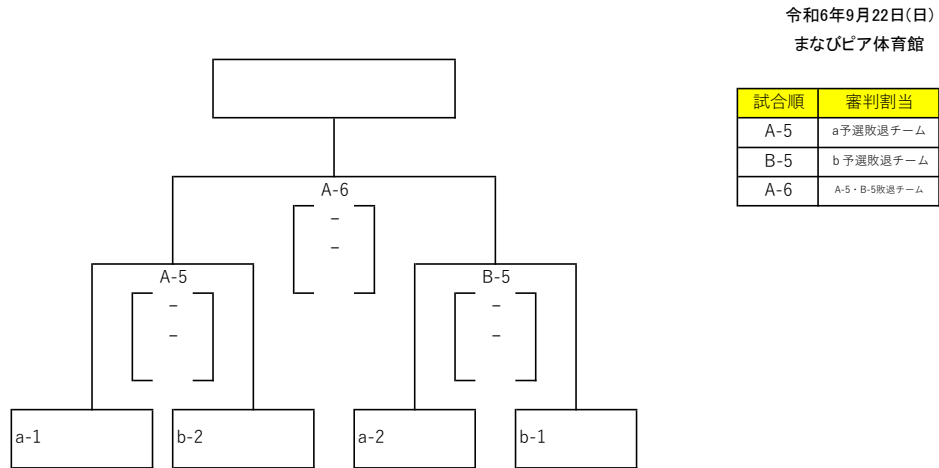 令和6年9月22日(日)
まなびピア体育館
試合順 審判割当
A-5 a予選敗退チーム
B-5 b予選敗退チーム
A-6 A-5・B-5敗退チーム
A-6
－
－
A-5 B-5
－ －
－ －
a-1 b-2 a-2 b-1